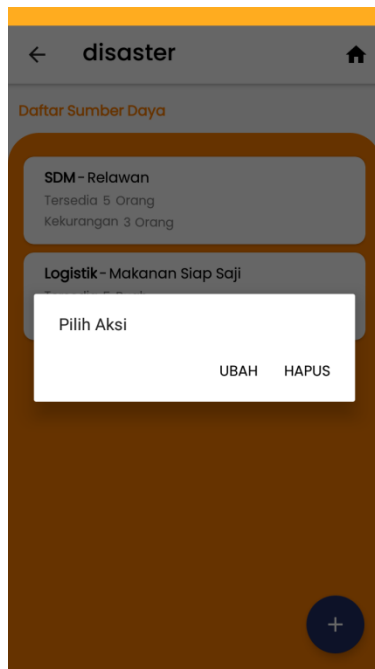 disaster
Daftar Sumber Daya
SDM - Relawan
Tersedia 5 Orang
Kekurangan 3 Orang
Logistik - Makanan Siap Saji
Pilih Aksi
UBAH HAPUS